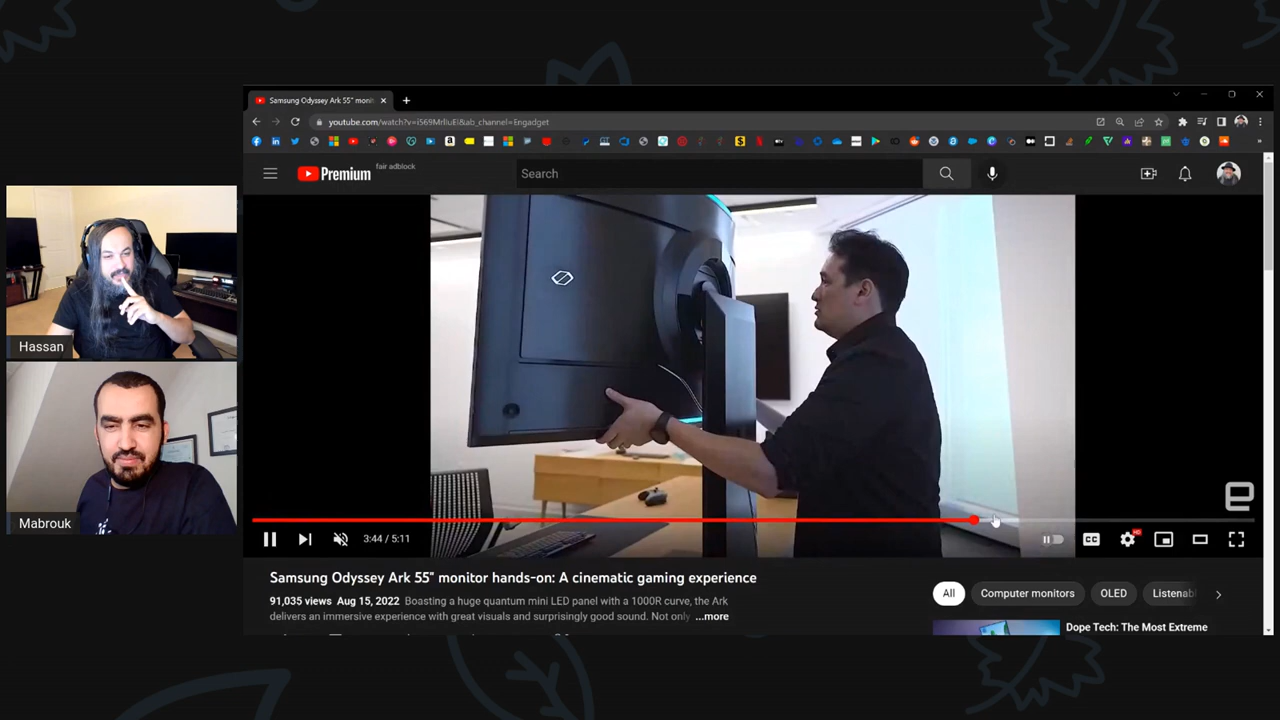 Samsung Odyssey Ark 55" monit
youtube.com/watch?v=i569MrlluEI&ab_channel=Engadget
Premium
fair adblock
Search
Hassan
Mabrouk
3:44 / 5:11
HD
Samsung Odyssey Ark 55" monitor hands-on: A cinematic gaming experience
91,035 views Aug 15, 2022 Boasting a huge quantum mini LED panel with a 1000R curve, the Ark
delivers an immersive experience with great visuals and surprisingly good sound. Not only ...more
All
Computer monitors
OLED
Listenab
Dope Tech: The Most Extreme